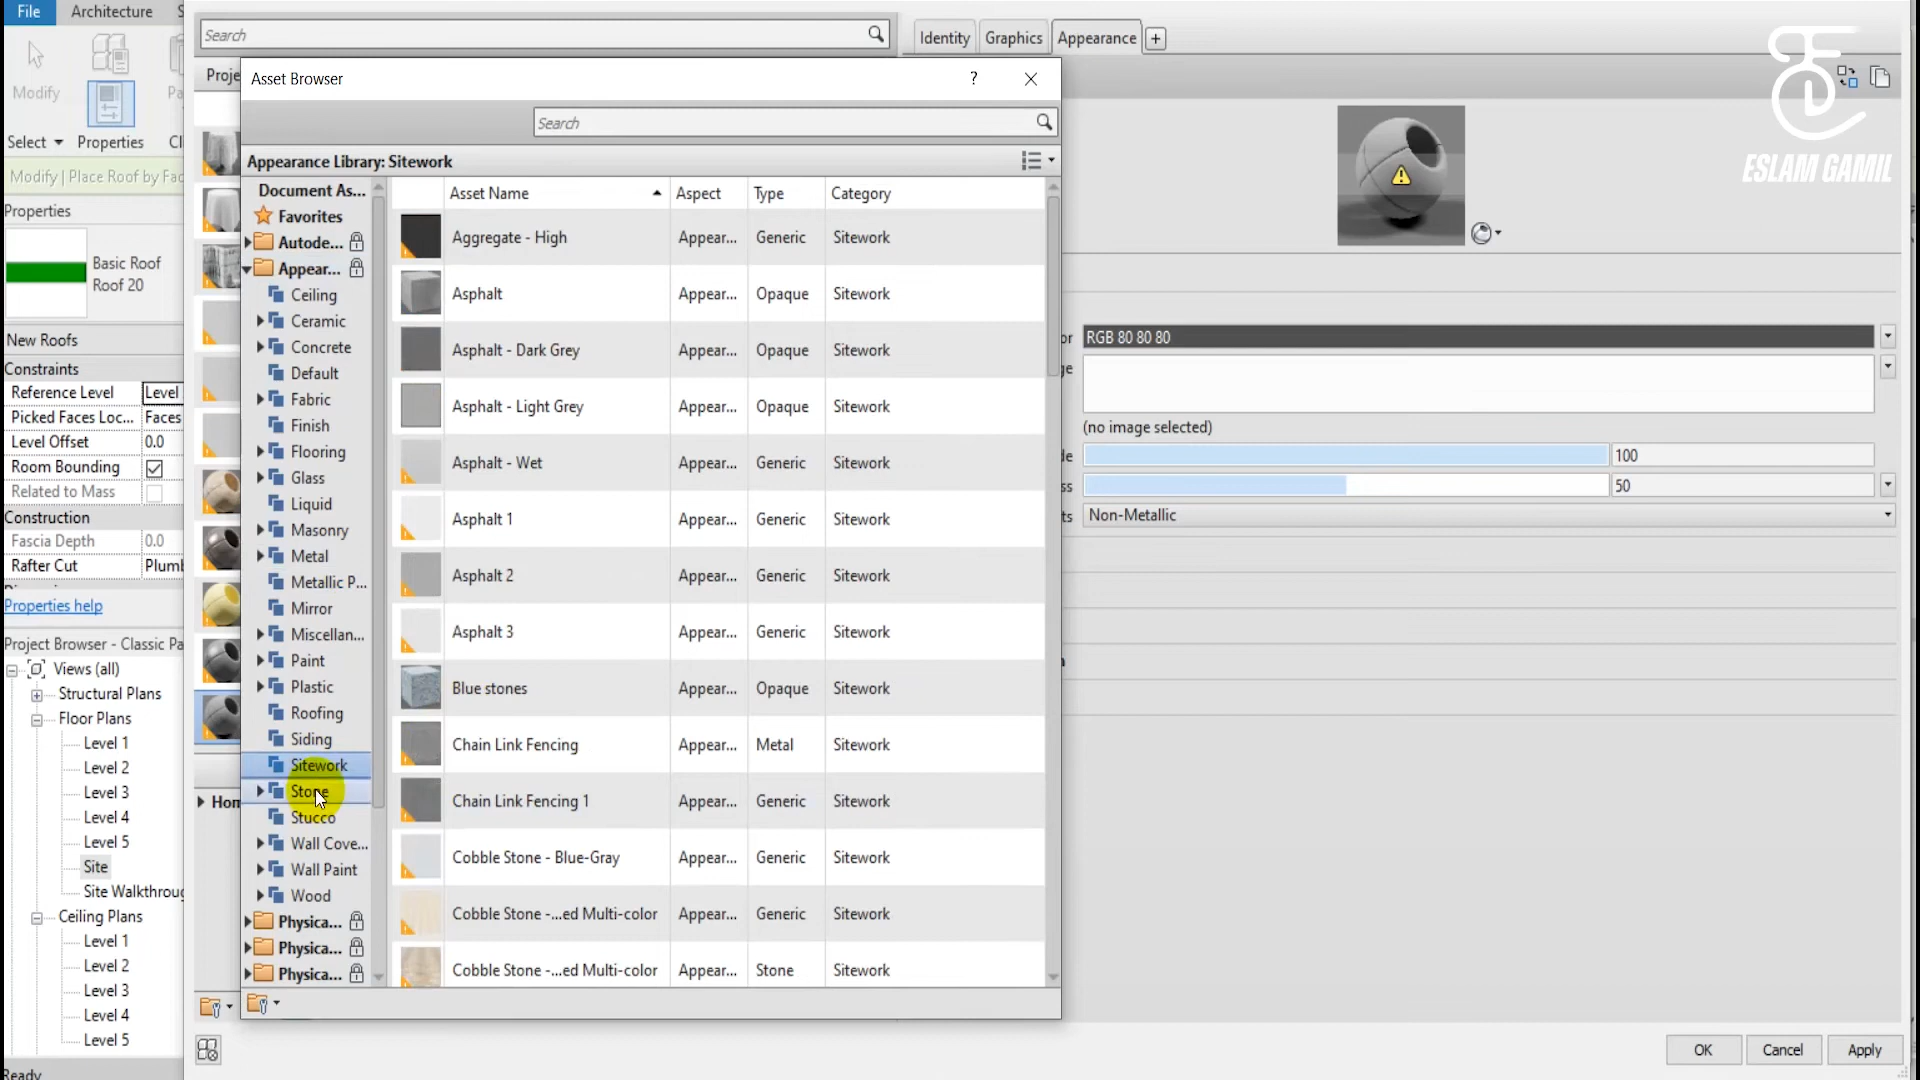 File
Architecture
S
Modify
Pa
Select
Properties
Cl
Modify | Place Roof by Fac
Properties
Basic Roof
Roof 20
New Roofs
Constraints
Reference Level
Level
Picked Faces Loc...
Faces
Level Offset
0.0
Room Bounding
Related to Mass
Construction
Fascia Depth
0.0
Rafter Cut
Plumb
Properties help
Project Browser - Classic Pa
Views (all)
Structural Plans
Floor Plans
Level 1
Level 2
Level 3
Level 4
Level 5
Site
Site Walkthroug
Ceiling Plans
Level 1
Level 2
Level 3
Level 4
Level 5
Ready
Search
Proje
Hon
Asset Browser
?
Search
Appearance Library: Sitework
Document As...
Favorites
Autode...
Appear...
Ceiling
Ceramic
Concrete
Default
Fabric
Finish
Flooring
Glass
Liquid
Masonry
Metal
Metallic P...
Mirror
Miscellan...
Paint
Plastic
Roofing
Siding
Sitework
Stone
Stucco
Wall Cove...
Wall Paint
Wood
Physica...
Physica...
Physica...
Asset Name Aspect Type Category
Aggregate - High Appear... Generic Sitework
Asphalt Appear... Opaque Sitework
Asphalt - Dark Grey Appear... Opaque Sitework
Asphalt - Light Grey Appear... Opaque Sitework
Asphalt - Wet Appear... Generic Sitework
Asphalt 1 Appear... Generic Sitework
Asphalt 2 Appear... Generic Sitework
Asphalt 3 Appear... Generic Sitework
Blue stones Appear... Opaque Sitework
Chain Link Fencing Appear... Metal Sitework
Chain Link Fencing 1 Appear... Generic Sitework
Cobble Stone - Blue-Gray Appear... Generic Sitework
Cobble Stone -...ed Multi-color Appear... Generic Sitework
Cobble Stone -...ed Multi-color Appear... Stone Sitework
Identity
Graphics
Appearance
+
ESLAM GAMIL
or
RGB 80 80 80
ge
(no image selected)
de
100
ss
50
ts
Non-Metallic
OK
Cancel
Apply